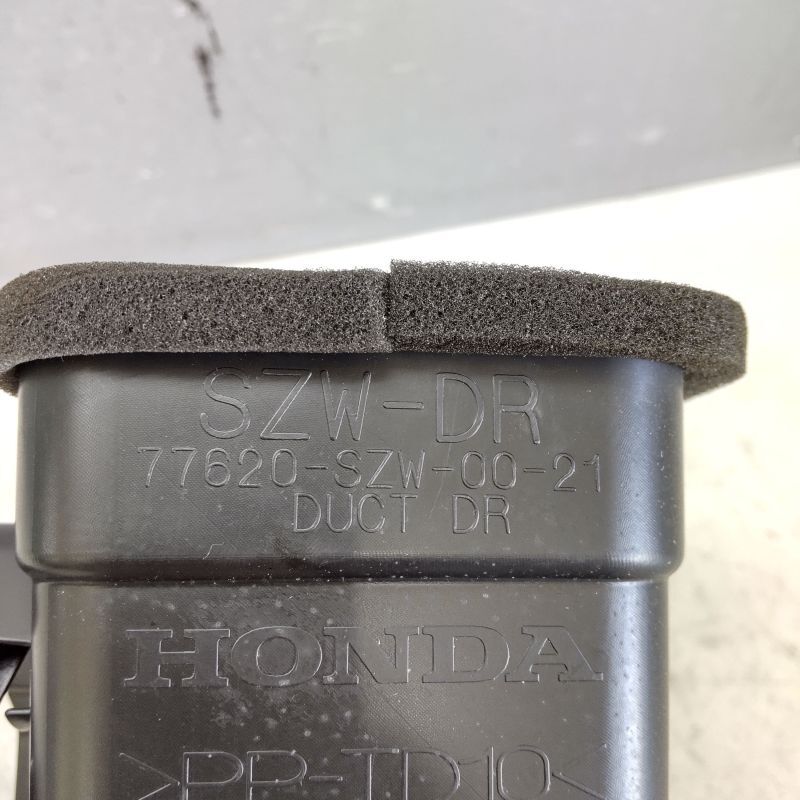 SZW-DR
77620-SZW-00-21
DUCT DR
HONDA
>PP-TD10<